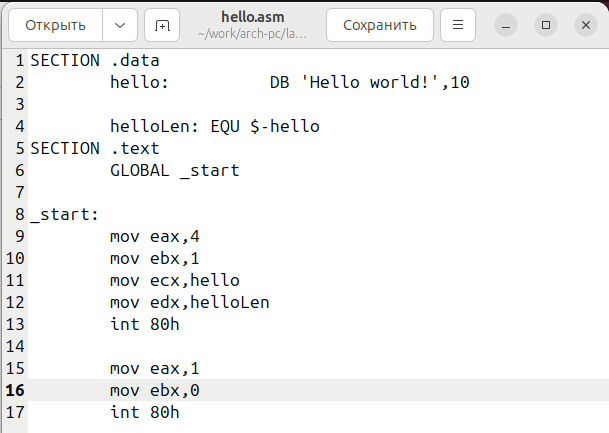 Открыть
hello.asm
~/work/arch-pc/la...
Сохранить
1 SECTION .data
2 hello: DB 'Hello world!',10
3
4 helloLen: EQU $-hello
5 SECTION .text
6 GLOBAL _start
7
8 _start:
9 mov eax,4
10 mov ebx,1
11 mov ecx,hello
12 mov edx,helloLen
13 int 80h
14
15 mov eax,1
16 mov ebx,0
17 int 80h